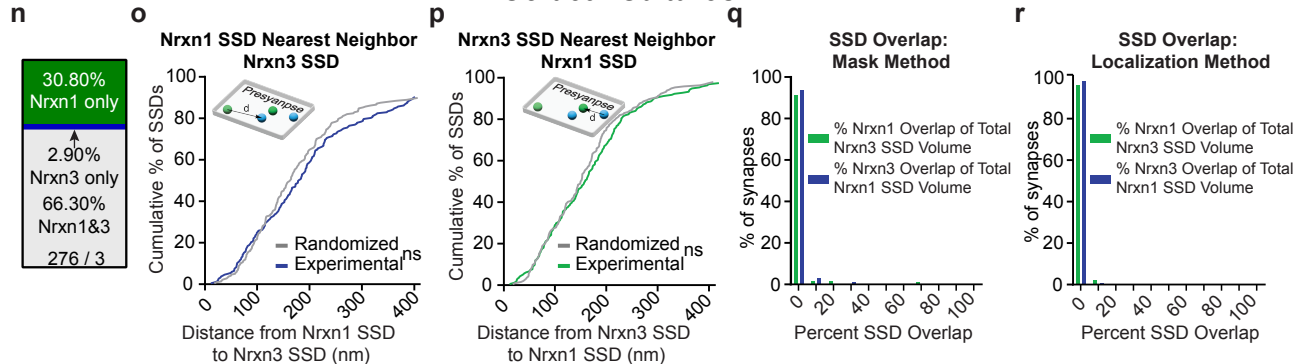 n
30.80%
Nrxn1 only
2.90%
Nrxn3 only
66.30%
Nrxn1&3
276 / 3
o
Nrxn1 SSD Nearest Neighbor
Nrxn3 SSD
Cumulative % of SSDs
100
80
60
40
20
0
Presyanpse
d
Randomized
Experimental
ns
0
100
200
300
400
Distance from Nrxn1 SSD
to Nrxn3 SSD (nm)
p
Nrxn3 SSD Nearest Neighbor
Nrxn1 SSD
Cumulative % of SSDs
100
80
60
40
20
0
Presyanpse
d
Randomized
Experimental
ns
0
100
200
300
400
Distance from Nrxn3 SSD
to Nrxn1 SSD (nm)
q
SSD Overlap:
Mask Method
% of synapses
100
80
60
40
20
0
% Nrxn1 Overlap of Total
Nrxn3 SSD Volume
% Nrxn3 Overlap of Total
Nrxn1 SSD Volume
0
20
40
60
80
100
Percent SSD Overlap
r
SSD Overlap:
Localization Method
% of synapses
100
80
60
40
20
0
% Nrxn1 Overlap of Total
Nrxn3 SSD Volume
% Nrxn3 Overlap of Total
Nrxn1 SSD Volume
0
20
40
60
80
100
Percent SSD Overlap